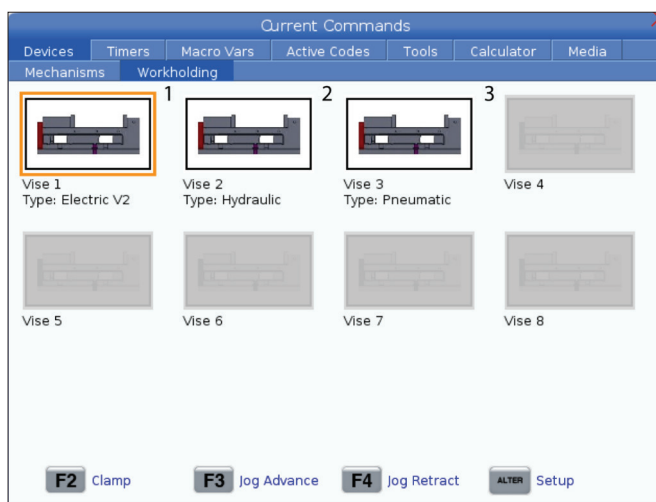 Current Commands
Devices Timers Macro Vars Active Codes Tools Calculator Media
Mechanisms Workholding
1 2 3
Vise 1 Vise 2 Vise 3 Vise 4
Type: Electric V2 Type: Hydraulic Type: Pneumatic
Vise 5 Vise 6 Vise 7 Vise 8
F2 Clamp F3 Jog Advance F4 Jog Retract ALTER Setup